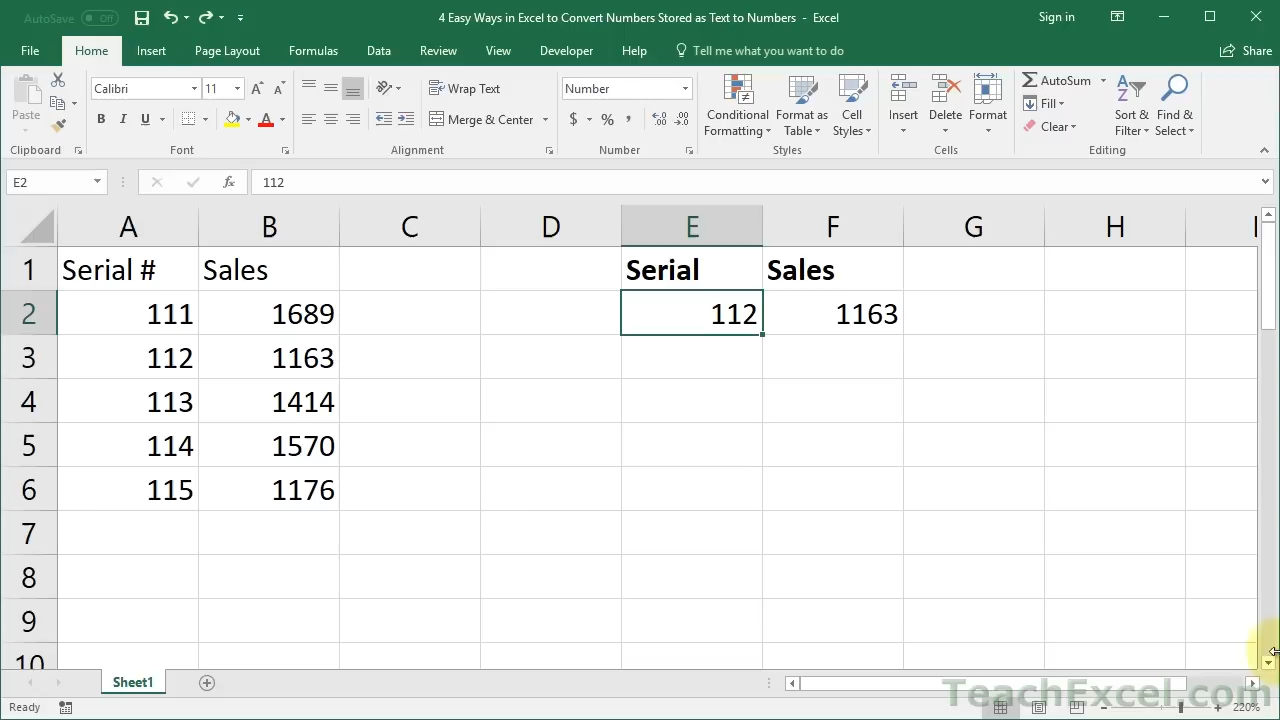 AutoSave Off
4 Easy Ways in Excel to Convert Numbers Stored as Text to Numbers - Excel
Sign in
File Home Insert Page Layout Formulas Data Review View Developer Help Tell me what you want to do Share
Paste
Clipboard
Calibri 11
B I U
Font
Wrap Text
Merge & Center
Alignment
Number
$ % ,
Number
Conditional Formatting
Format as Table
Cell Styles
Styles
Insert
Delete
Format
Cells
AutoSum
Fill
Clear
Sort & Filter
Find & Select
Editing
E2 fx 112
A B C D E F G H I
1 Serial # Sales Serial Sales
2 111 1689 112 1163
3 112 1163
4 113 1414
5 114 1570
6 115 1176
7
8
9
10
Sheet1
TeachExcel.com
Ready
220%